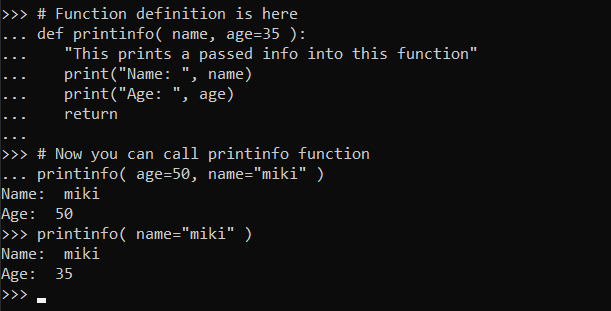 >>> # Function definition is here
... def printinfo( name, age=35 ):
...    "This prints a passed info into this function"
...    print("Name: ", name)
...    print("Age: ", age)
...    return
...
>>> # Now you can call printinfo function
... printinfo( age=50, name="miki" )
Name:  miki
Age:  50
>>> printinfo( name="miki" )
Name:  miki
Age:  35
>>>